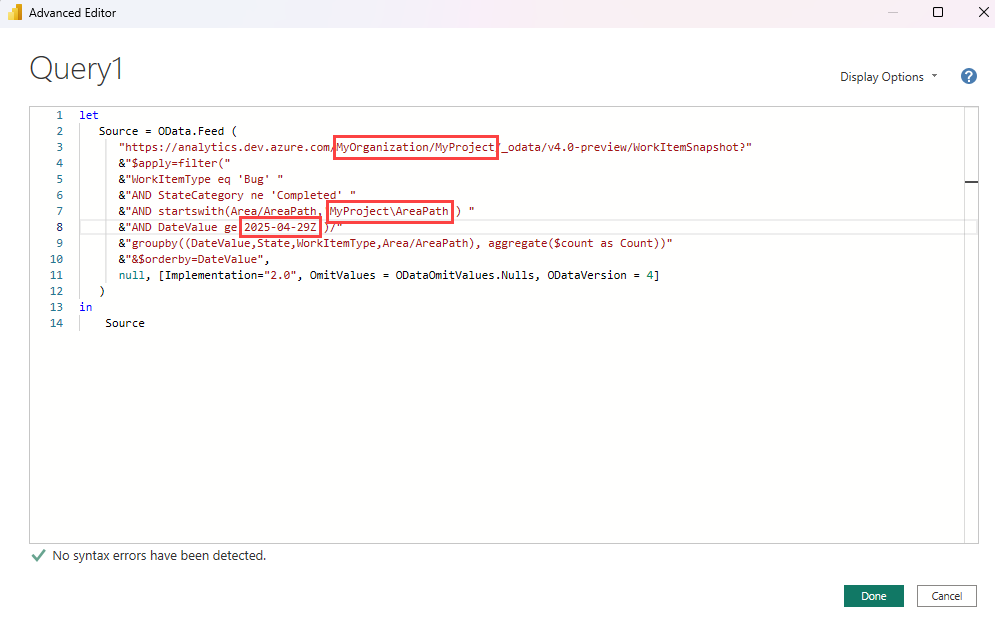 Advanced Editor
Query1
Display Options
?
1 let
2 Source = OData.Feed (
3 "https://analytics.dev.azure.com/MyOrganization/MyProject/_odata/v4.0-preview/WorkItemSnapshot?"
4 &"$apply=filter("
5 &"WorkItemType eq 'Bug' "
6 &"AND StateCategory ne 'Completed' "
7 &"AND startswith(Area/AreaPath, MyProject\AreaPath ) "
8 &"AND DateValue ge 2025-04-29Z )/"
9 &"groupby((DateValue,State,WorkItemType,Area/AreaPath), aggregate($count as Count))"
10 &"&$orderby=DateValue",
11 null, [Implementation="2.0", OmitValues = ODataOmitValues.Nulls, ODataVersion = 4]
12 )
13 in
14 Source
No syntax errors have been detected.
Done Cancel